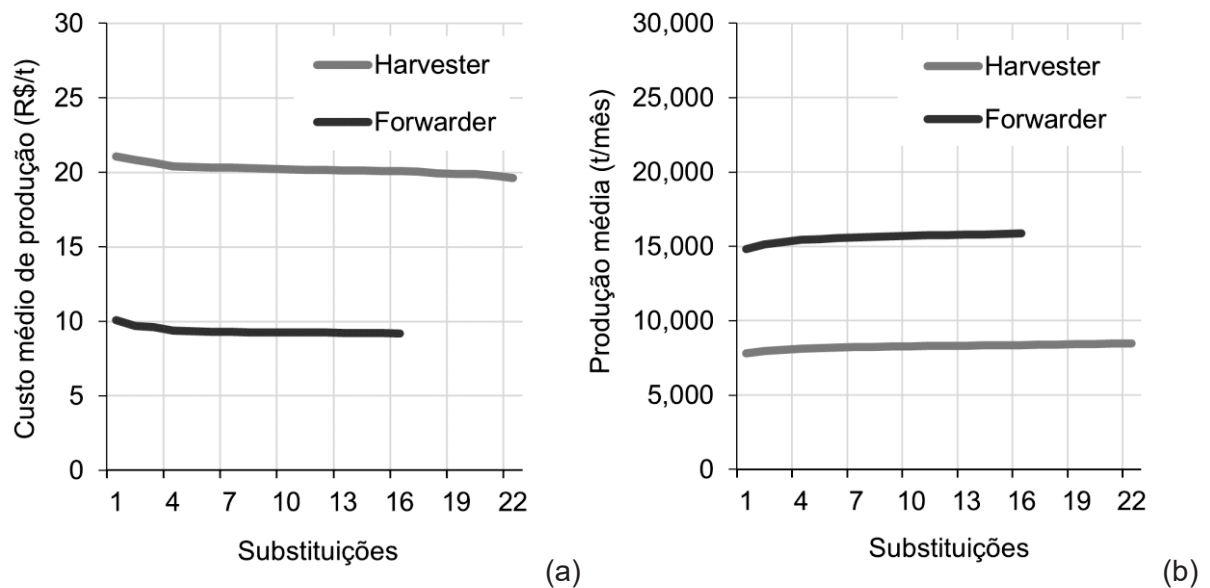 Custo médio de produção (R$/t)
30
25
20
15
10
5
0
Harvester
Forwarder
1 4 7 10 13 16 19 22
Substituições
(a)
Produção média (t/mês)
30,000
25,000
20,000
15,000
10,000
5,000
0
Harvester
Forwarder
1 4 7 10 13 16 19 22
Substituições
(b)